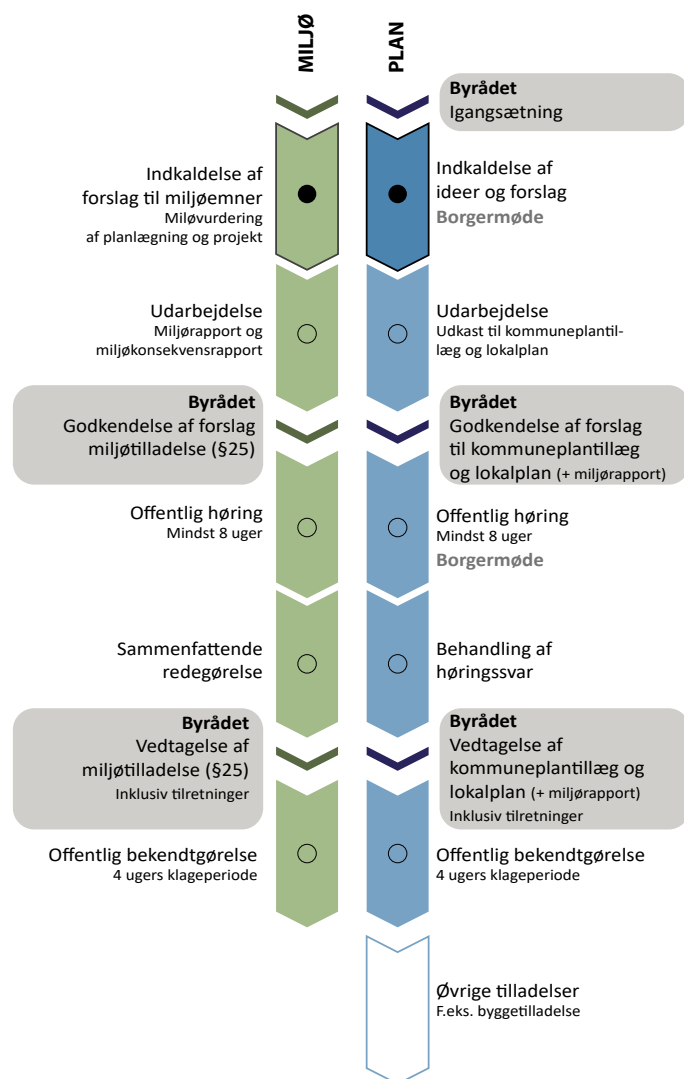 MILJØ
PLAN
Byrådet
Igangsætning
Indkaldelse af
forslag til miljøemner
Miløvurdering
af planlægning og projekt
Indkaldelse af
ideer og forslag
Borgermøde
Udarbejdelse
Miljørapport og
miljøkonsekvensrapport
Udarbejdelse
Udkast til kommuneplantil-
læg og lokalplan
Byrådet
Godkendelse af forslag
miljøtilladelse (§25)
Byrådet
Godkendelse af forslag
til kommuneplantillæg
og lokalplan (+ miljørapport)
Offentlig høring
Mindst 8 uger
Offentlig høring
Mindst 8 uger
Borgermøde
Sammenfattende
redegørelse
Behandling af
høringssvar
Byrådet
Vedtagelse af
miljøtilladelse (§25)
Inklusiv tilretninger
Byrådet
Vedtagelse af
kommuneplantillæg og
lokalplan (+ miljørapport)
Inklusiv tilretninger
Offentlig bekendtgørelse
4 ugers klageperiode
Offentlig bekendtgørelse
4 ugers klageperiode
Øvrige tilladelser
F.eks. byggetilladelse